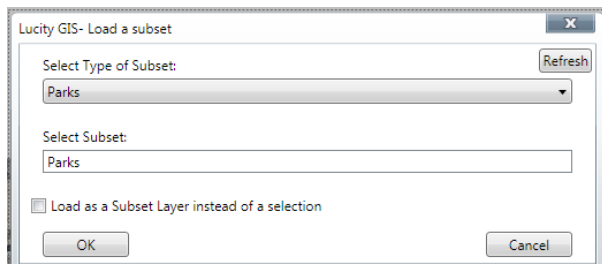 Lucity GIS- Load a subset
Refresh
Select Type of Subset:
Parks
Select Subset:
Parks
Load as a Subset Layer instead of a selection
OK Cancel